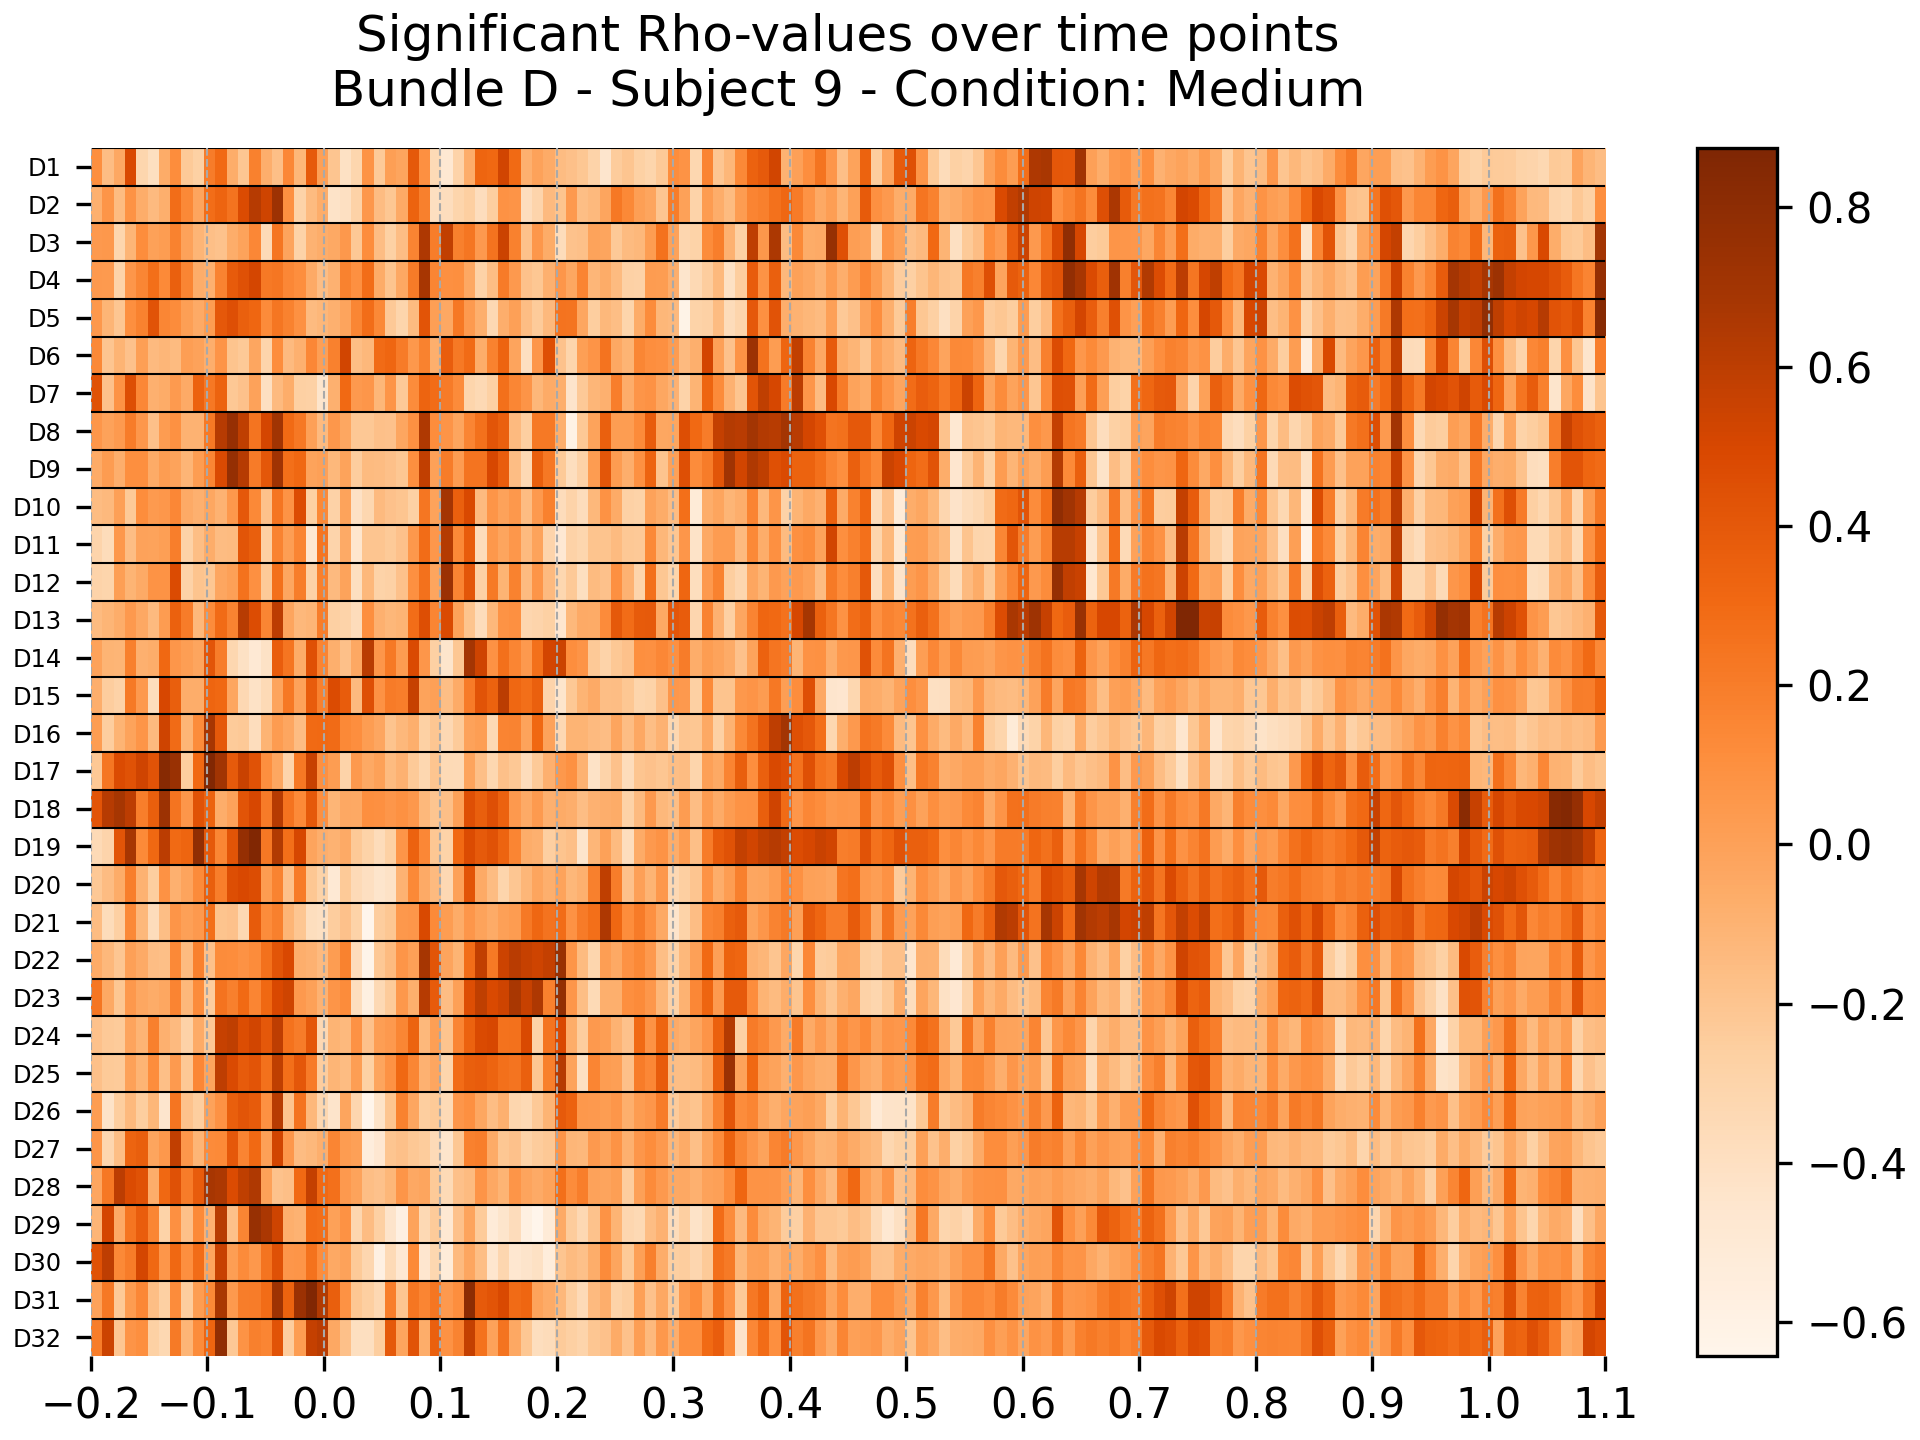 Significant Rho-values over time points
Bundle D - Subject 9 - Condition: Medium
D1
D2
D3
D4
D5
D6
D7
D8
D9
D10
D11
D12
D13
D14
D15
D16
D17
D18
D19
D20
D21
D22
D23
D24
D25
D26
D27
D28
D29
D30
D31
D32
−0.2 −0.1 0.0 0.1 0.2 0.3 0.4 0.5 0.6 0.7 0.8 0.9 1.0 1.1
0.8
0.6
0.4
0.2
0.0
−0.2
−0.4
−0.6